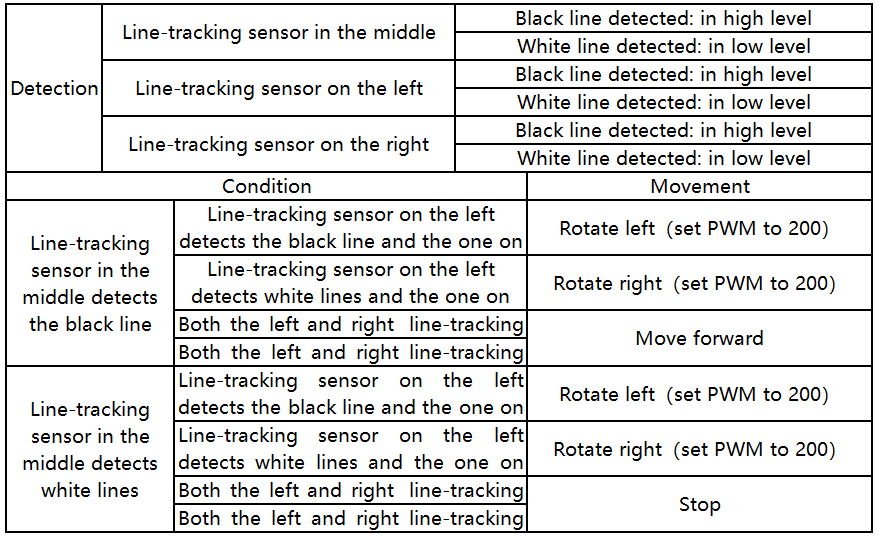 Detection
Line-tracking sensor in the middle
Black line detected: in high level
White line detected: in low level
Line-tracking sensor on the left
Black line detected: in high level
White line detected: in low level
Line-tracking sensor on the right
Black line detected: in high level
White line detected: in low level
Condition
Movement
Line-tracking
sensor in the
middle detects
the black line
Line-tracking sensor on the left
detects the black line and the one on
Rotate left (set PWM to 200)
Line-tracking sensor on the left
detects white lines and the one on
Rotate right (set PWM to 200)
Both the left and right line-tracking
Both the left and right line-tracking
Move forward
Line-tracking
sensor in the
middle detects
white lines
Line-tracking sensor on the left
detects the black line and the one on
Rotate left (set PWM to 200)
Line-tracking sensor on the left
detects white lines and the one on
Rotate right (set PWM to 200)
Both the left and right line-tracking
Both the left and right line-tracking
Stop